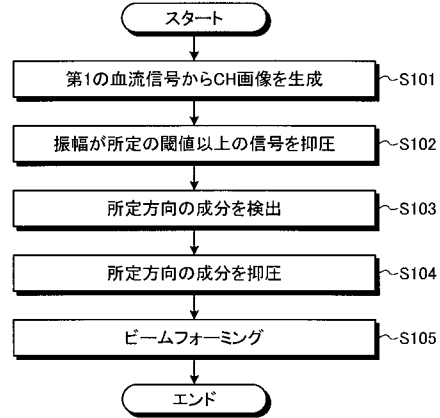 スタート
第1の血流信号からCH画像を生成 S101
振幅が所定の閾値以上の信号を抑圧 S102
所定方向の成分を検出 S103
所定方向の成分を抑圧 S104
ビームフォーミング S105
エンド